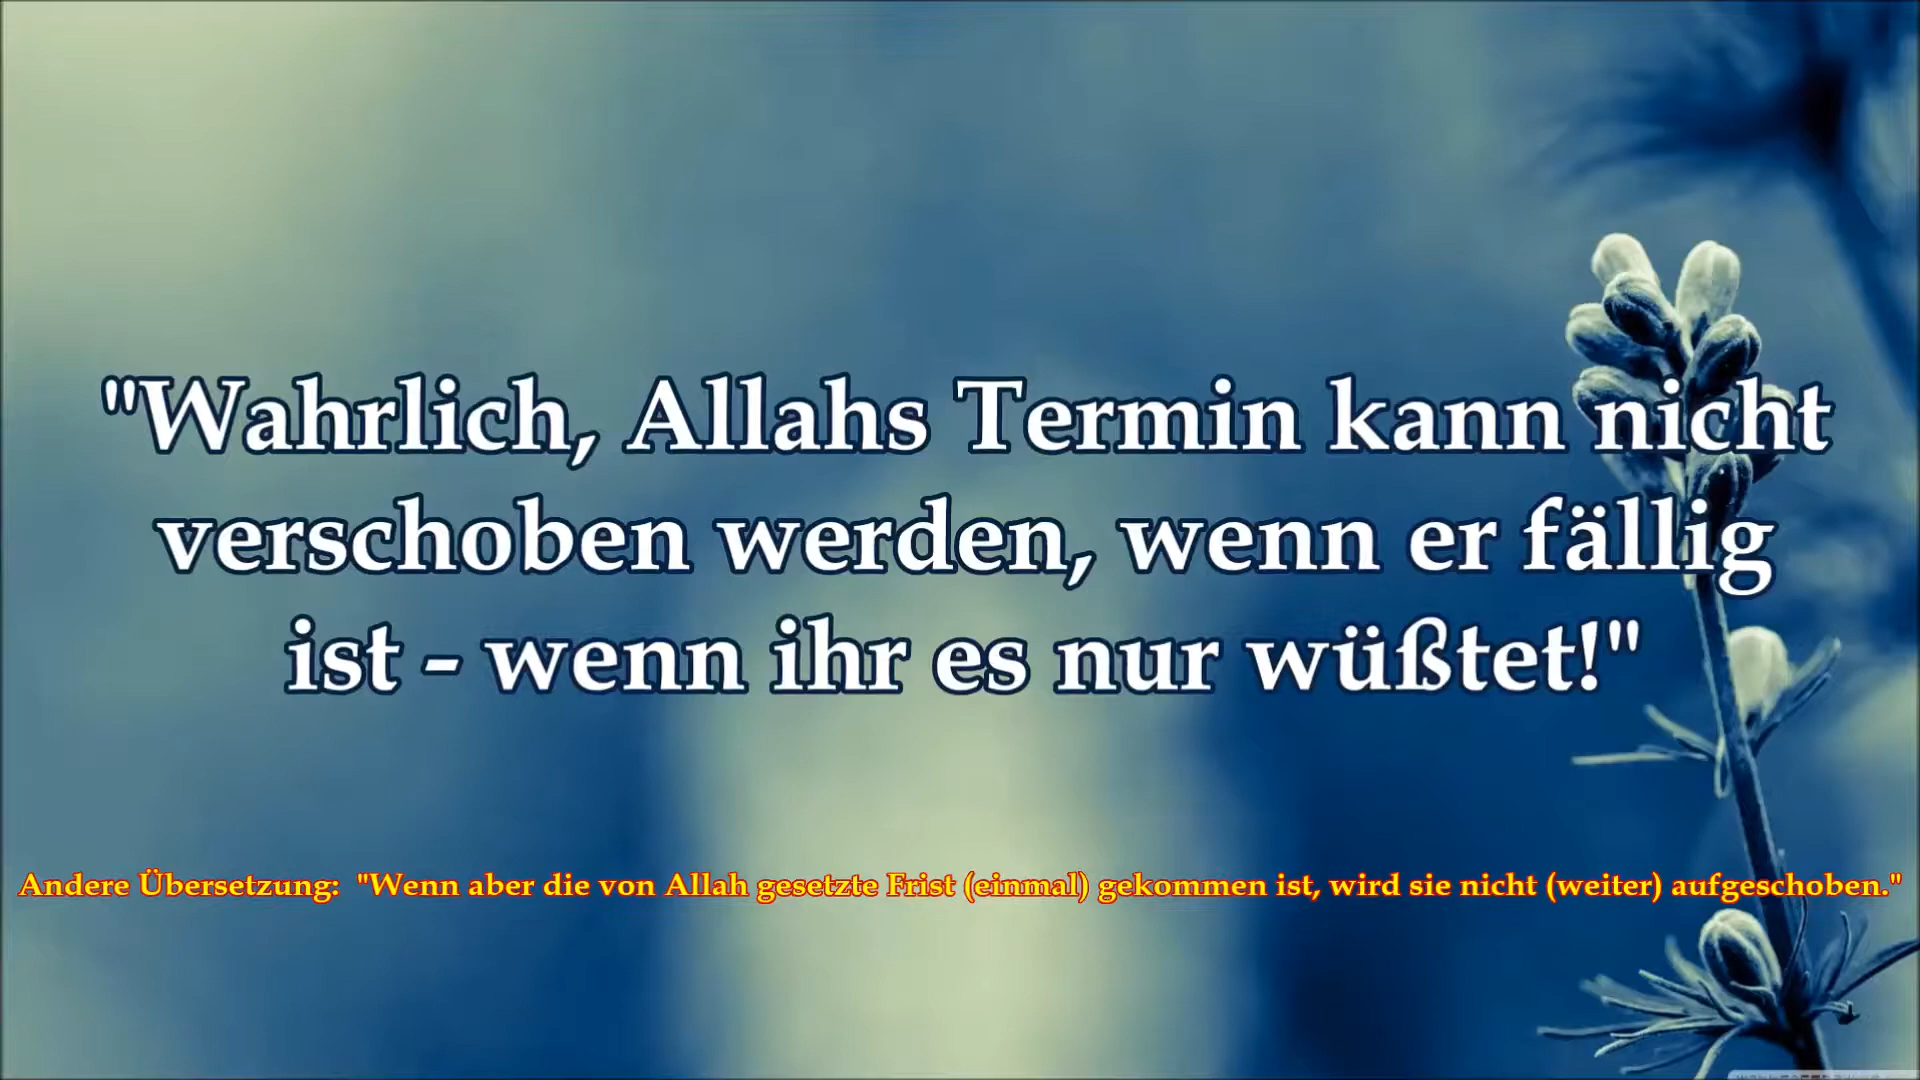 "Wahrlich, Allahs Termin kann nicht
verschoben werden, wenn er fällig
ist - wenn ihr es nur wüßtet!"
Andere Übersetzung: "Wenn aber die von Allah gesetzte Frist (einmal) gekommen ist, wird sie nicht (weiter) aufgeschoben."